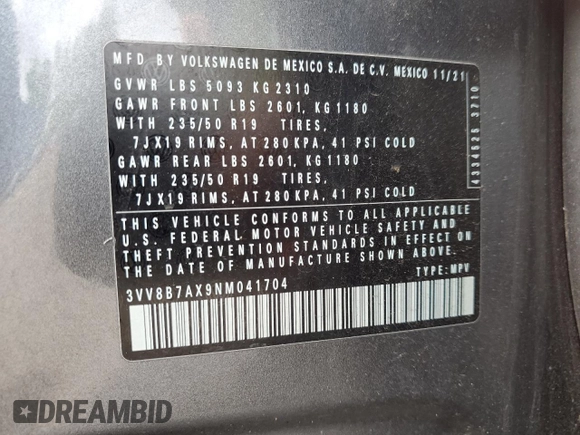 MFD. BY VOLKSWAGEN DE MEXICO S.A. DE C.V. MEXICO 11/21
GVWR LBS 5093 KG 2310
GAWR FRONT LBS 2601, KG 1180
WITH 235/50 R19 TIRES,
7JX19 RIMS, AT 280 KPA, 41 PSI COLD
GAWR REAR LBS 2601, KG 1180
WITH 235/50 R19 TIRES,
7JX19 RIMS, AT 280 KPA, 41 PSI COLD
THIS VEHICLE CONFORMS TO ALL APPLICABLE
U.S. FEDERAL MOTOR VEHICLE SAFETY AND
THEFT PREVENTION STANDARDS IN EFFECT ON
THE DATE OF MANUFACTURE SHOWN ABOVE.
3VV8B7AX9NM041704 TYPE: MPV
4334525 3710
DREAMBID